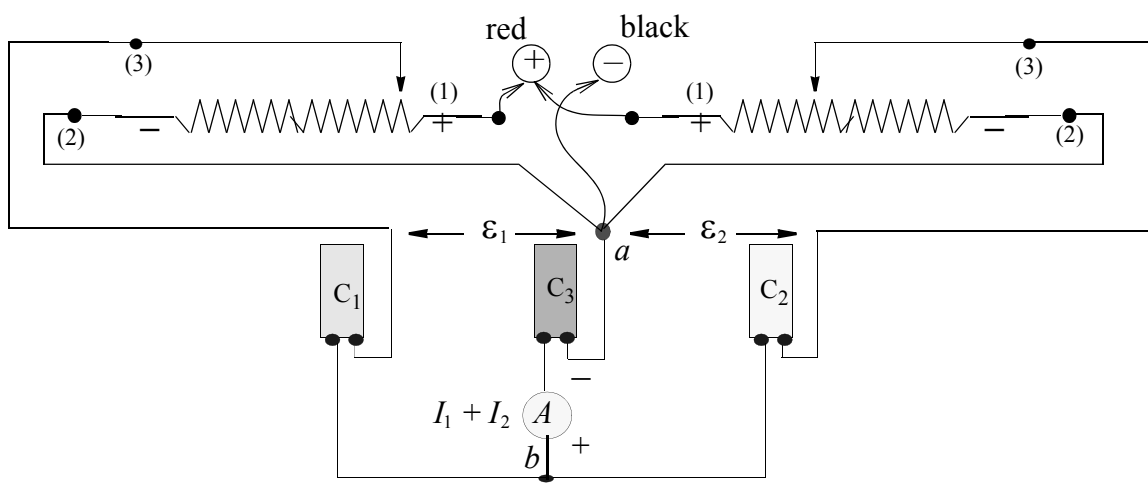 red black
+ −
(3) (3)
(1) (1)
(2) − + + − (2)
ε1 ε2
a
C1 C3 C2
−
I1 + I2 A
+
b